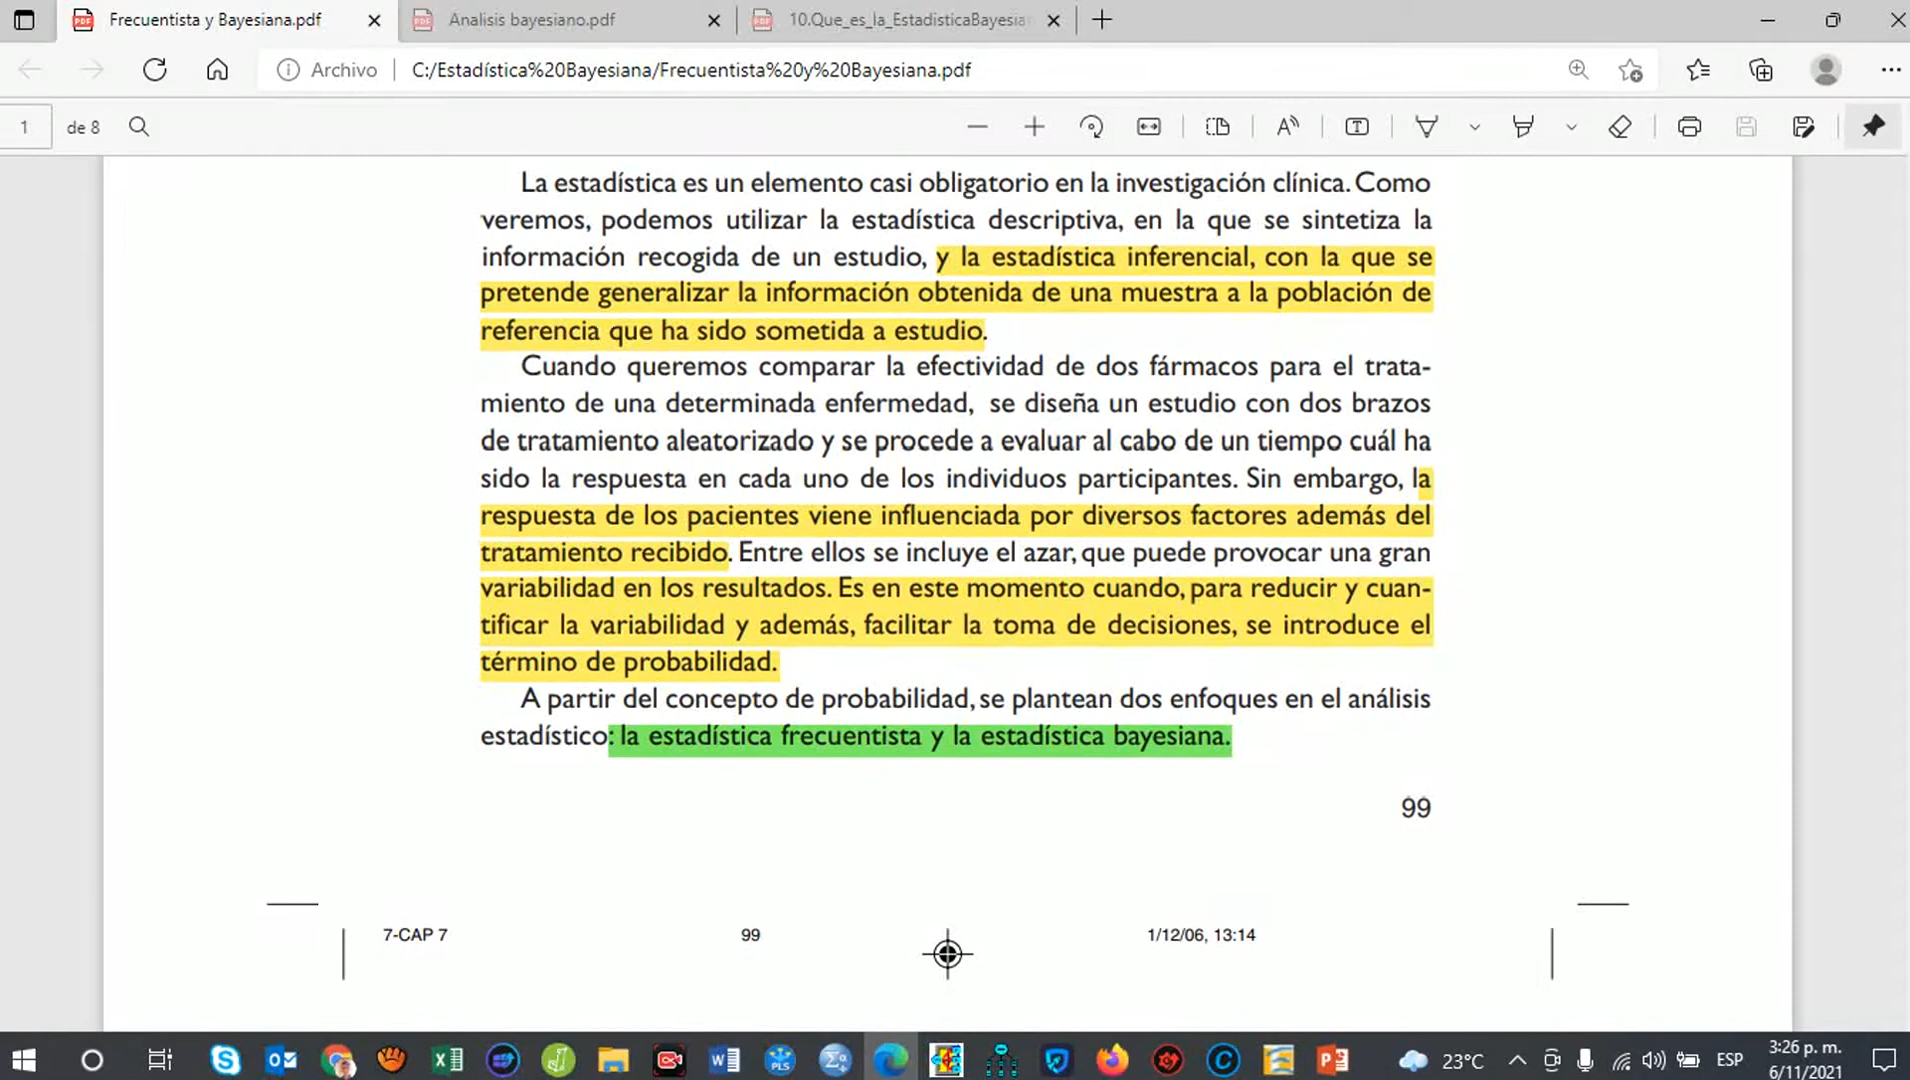 Frecuentista y Bayesiana.pdf
Analisis bayesiano.pdf
10.Que_es_la_EstadisticaBayesia
Archivo
C:/Estadística%20Bayesiana/Frecuentista%20y%20Bayesiana.pdf
1 de 8
La estadística es un elemento casi obligatorio en la investigación clínica. Como
veremos, podemos utilizar la estadística descriptiva, en la que se sintetiza la
información recogida de un estudio, y la estadística inferencial, con la que se
pretende generalizar la información obtenida de una muestra a la población de
referencia que ha sido sometida a estudio.
Cuando queremos comparar la efectividad de dos fármacos para el trata-
miento de una determinada enfermedad, se diseña un estudio con dos brazos
de tratamiento aleatorizado y se procede a evaluar al cabo de un tiempo cuál ha
sido la respuesta en cada uno de los individuos participantes. Sin embargo, la
respuesta de los pacientes viene influenciada por diversos factores además del
tratamiento recibido. Entre ellos se incluye el azar, que puede provocar una gran
variabilidad en los resultados. Es en este momento cuando, para reducir y cuan-
tificar la variabilidad y además, facilitar la toma de decisiones, se introduce el
término de probabilidad.
A partir del concepto de probabilidad, se plantean dos enfoques en el análisis
estadístico: la estadística frecuentista y la estadística bayesiana.
99
7-CAP 7
99
1/12/06, 13:14
23°C
ESP
3:26 p. m.
6/11/2021